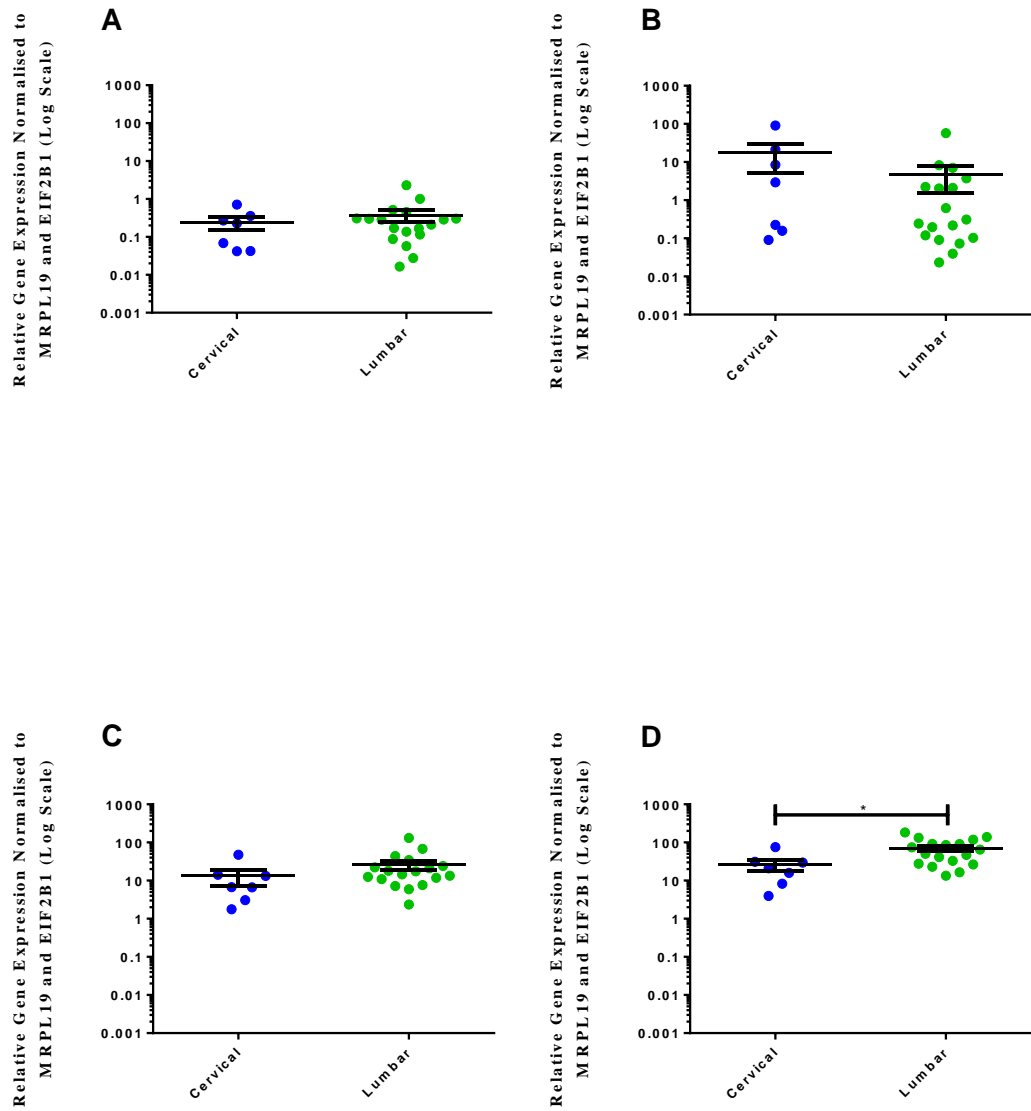 A
Relative Gene Expression Normalised to
MRPL19 and EIF2B1 (Log Scale)
1000
100
10
1
0.1
0.01
0.001
Cervical
Lumbar
B
Relative Gene Expression Normalised to
MRPL19 and EIF2B1 (Log Scale)
1000
100
10
1
0.1
0.01
0.001
Cervical
Lumbar
C
Relative Gene Expression Normalised to
MRPL19 and EIF2B1 (Log Scale)
1000
100
10
1
0.1
0.01
0.001
Cervical
Lumbar
D
Relative Gene Expression Normalised to
MRPL19 and EIF2B1 (Log Scale)
1000
100
10
1
0.1
0.01
0.001
*
Cervical
Lumbar